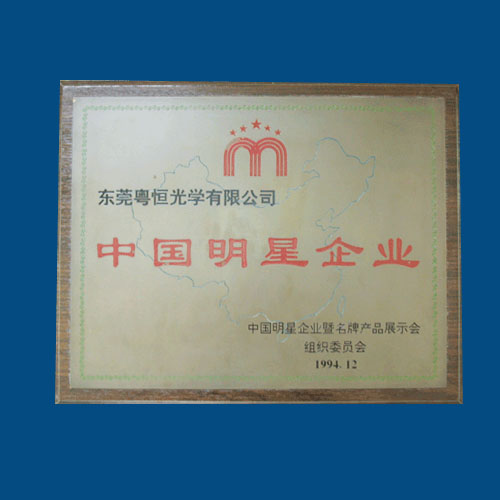 东莞粤恒光学有限公司
中国明星企业
中国明星企业暨名牌产品展示会
组织委员会
1994.12